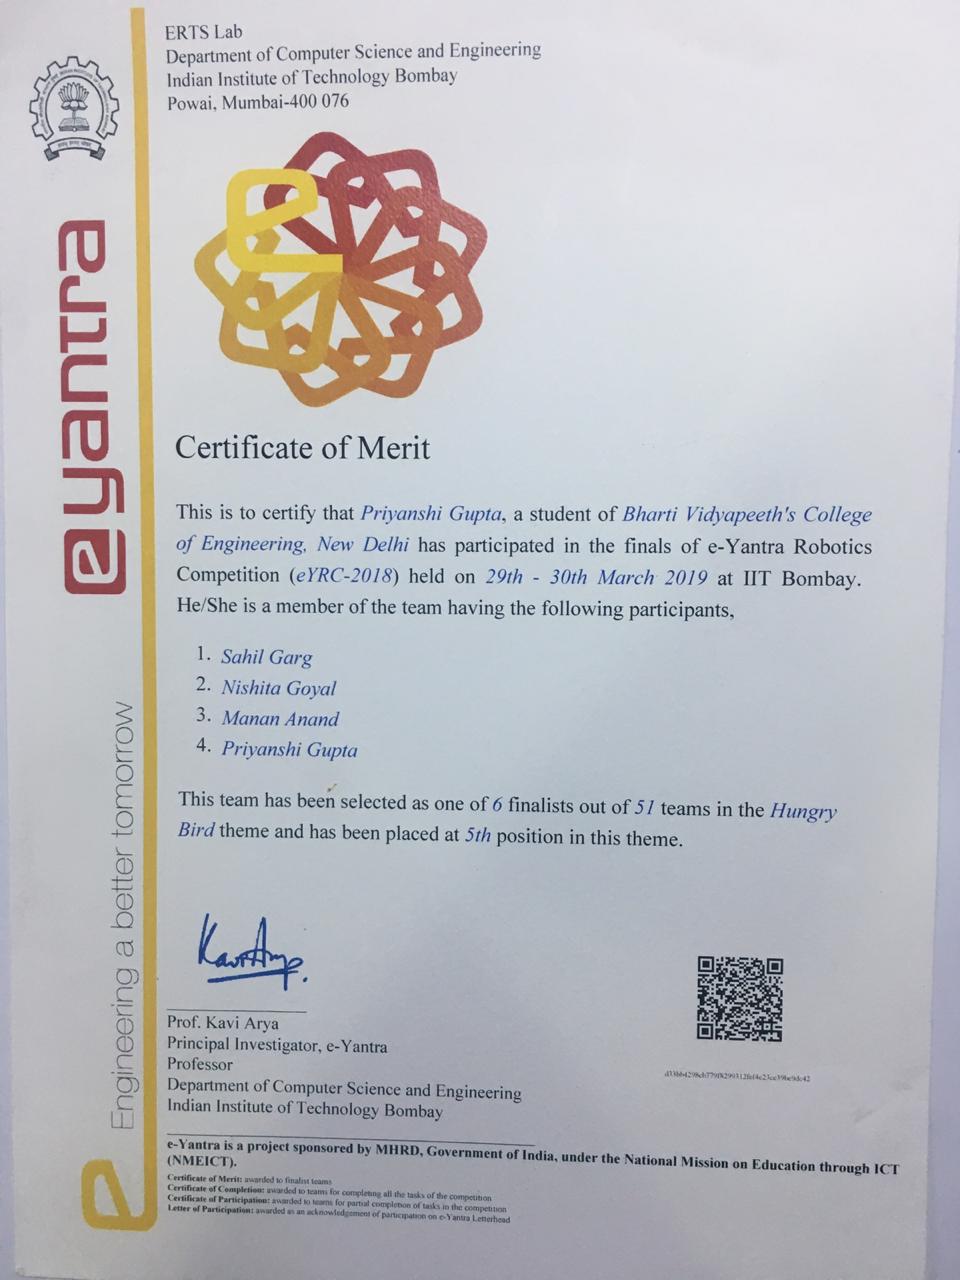 ERTS Lab
Department of Computer Science and Engineering
Indian Institute of Technology Bombay
Powai, Mumbai-400 076
eyantra
Engineering a better tomorrow
Certificate of Merit
This is to certify that Priyanshi Gupta, a student of Bharti Vidyapeeth's College
of Engineering, New Delhi has participated in the finals of e-Yantra Robotics
Competition (eYRC-2018) held on 29th - 30th March 2019 at IIT Bombay.
He/She is a member of the team having the following participants,
1. Sahil Garg
2. Nishita Goyal
3. Manan Anand
4. Priyanshi Gupta
This team has been selected as one of 6 finalists out of 51 teams in the Hungry
Bird theme and has been placed at 5th position in this theme.
Kavi Arya
Prof. Kavi Arya
Principal Investigator, e-Yantra
Professor
Department of Computer Science and Engineering
Indian Institute of Technology Bombay
e-Yantra is a project sponsored by MHRD, Government of India, under the National Mission on Education through ICT
(NMEICT).
Certificate of Merit: awarded to finalist teams
Certificate of Completion: awarded to teams for completing all the tasks of the competition
Certificate of Participation: awarded to teams for partial completion of tasks in the competition
Letter of Participation: awarded as an acknowledgement of participation on e-Yantra Letterhead